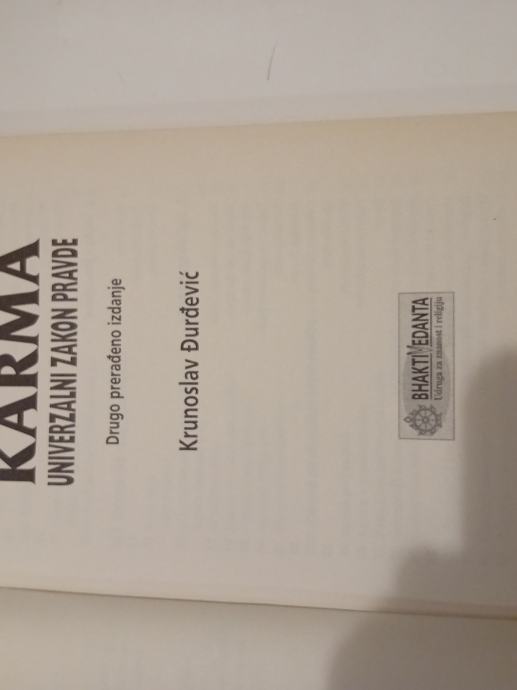 KARMA
UNIVERZALNI ZAKON PRAVDE
Drugo prerađeno izdanje
Krunoslav Đurđević
BHAKTIVEDANTA
Udruga za znanost i religiju